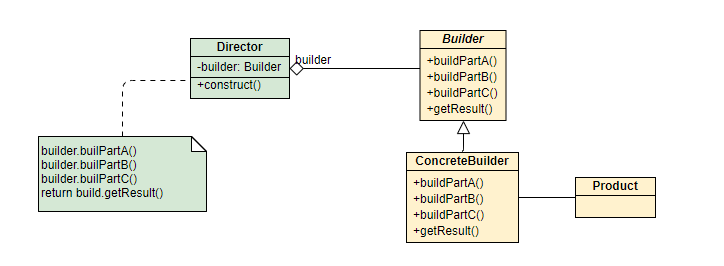 Director
-builder: Builder
+construct()
builder
Builder
+buildPartA()
+buildPartB()
+buildPartC()
+getResult()
builder.builPartA()
builder.builPartB()
builder.builPartC()
return build.getResult()
ConcreteBuilder
+buildPartA()
+buildPartB()
+buildPartC()
+getResult()
Product